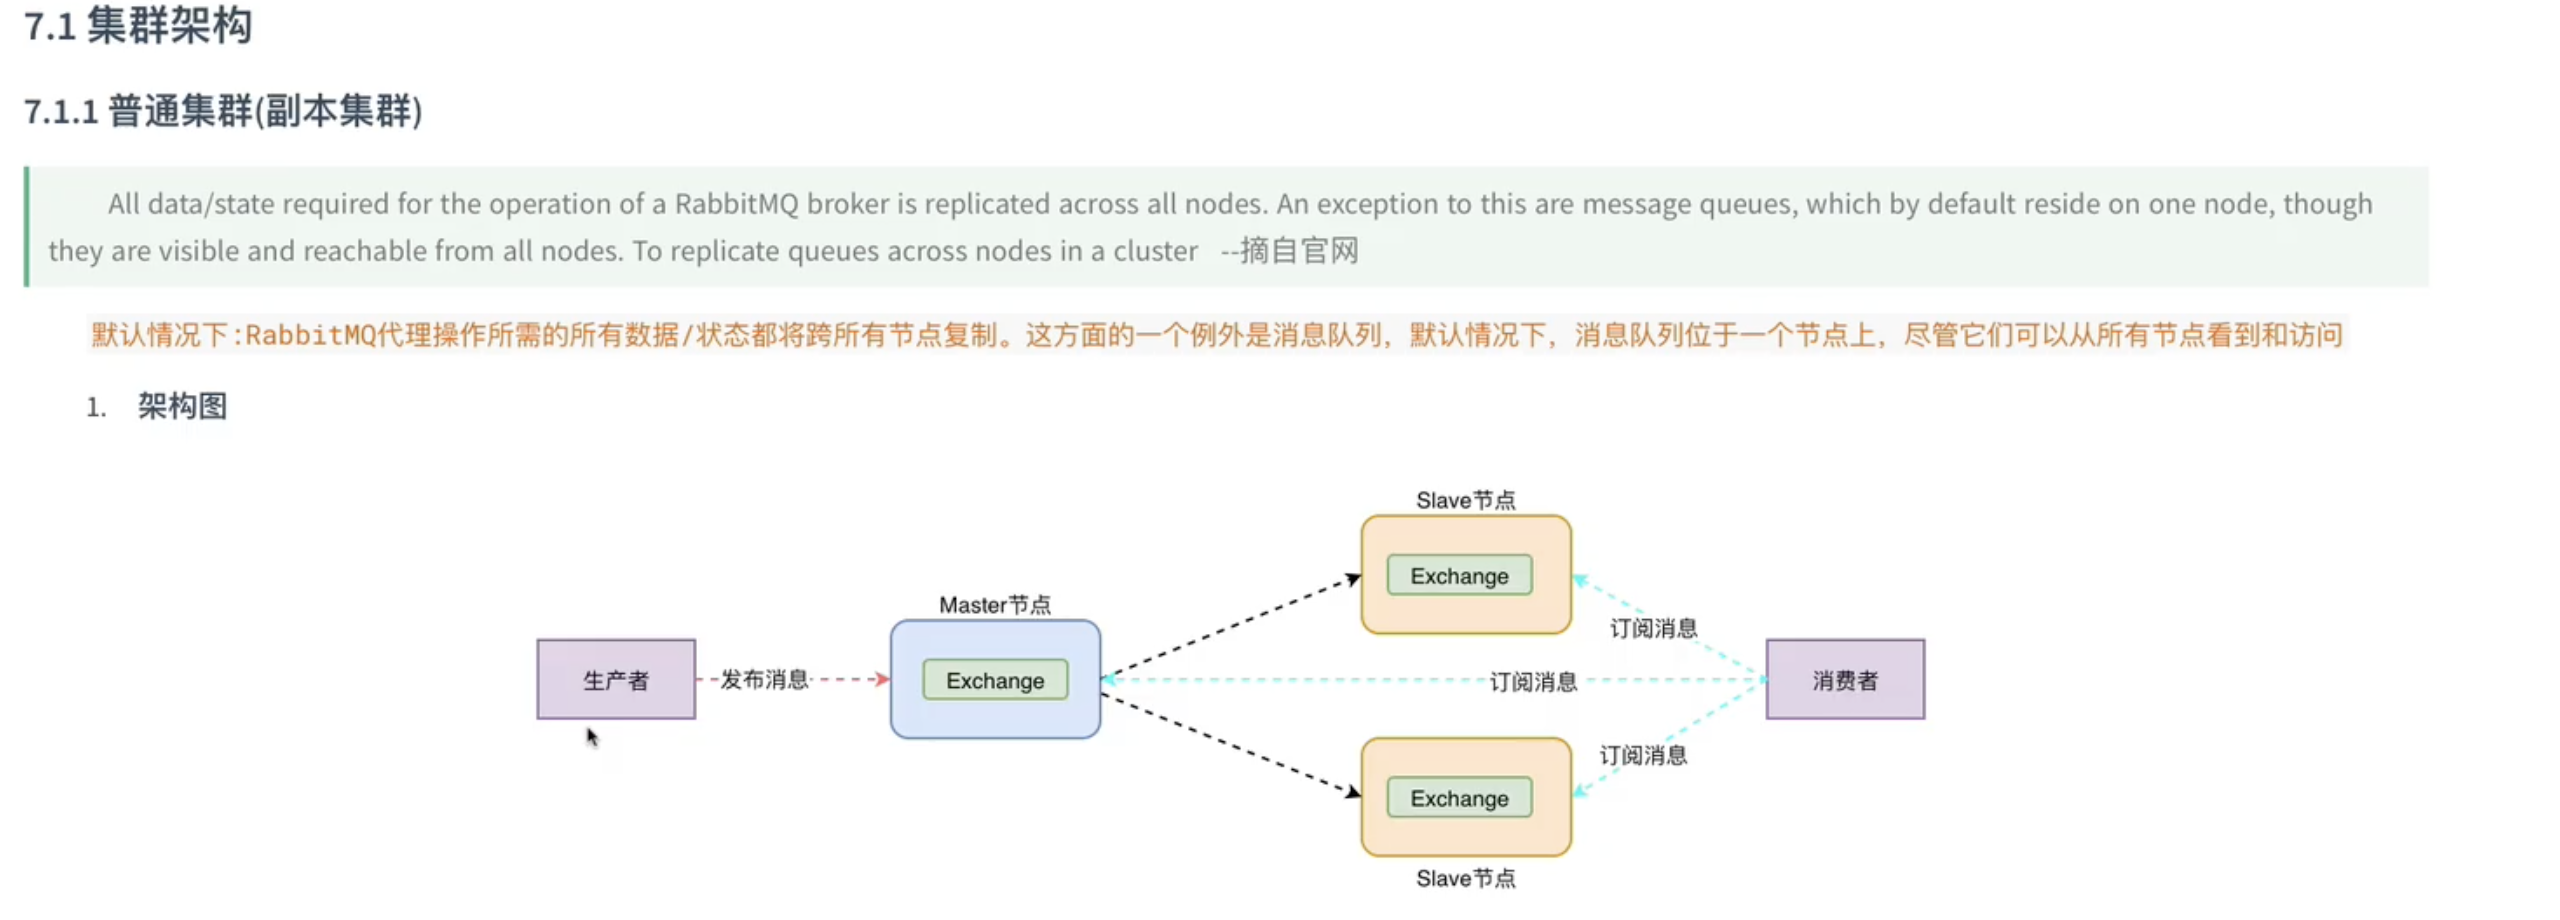 7.1 集群架构
7.1.1 普通集群(副本集群)
All data/state required for the operation of a RabbitMQ broker is replicated across all nodes. An exception to this are message queues, which by default reside on one node, though
they are visible and reachable from all nodes. To replicate queues across nodes in a cluster --摘自官网
默认情况下:RabbitMQ代理操作所需的所有数据/状态都将跨所有节点复制。这方面的一个例外是消息队列，默认情况下，消息队列位于一个节点上，尽管它们可以从所有节点看到和访问
1. 架构图
Slave节点
Exchange
Master节点
订阅消息
生产者
发布消息
Exchange
订阅消息
消费者
订阅消息
Exchange
Slave节点